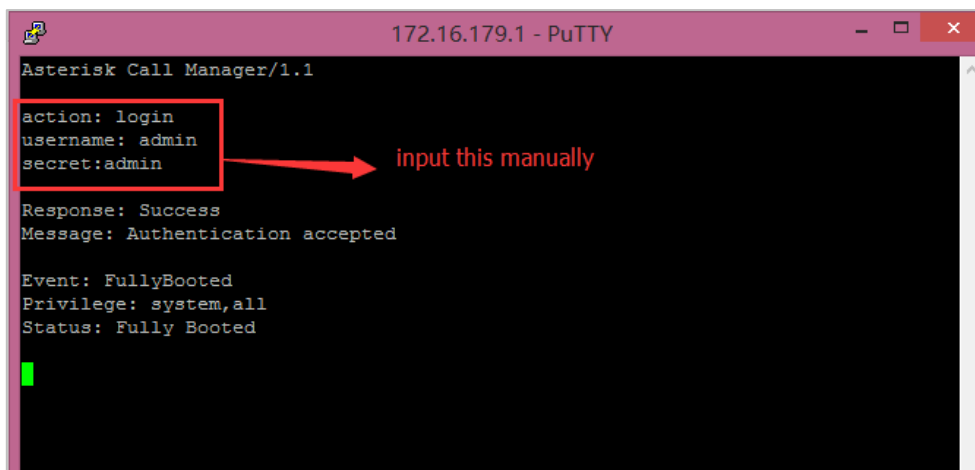 172.16.179.1 - PuTTY
Asterisk Call Manager/1.1
action: login
username: admin
secret:admin
input this manually
Response: Success
Message: Authentication accepted
Event: FullyBooted
Privilege: system,all
Status: Fully Booted